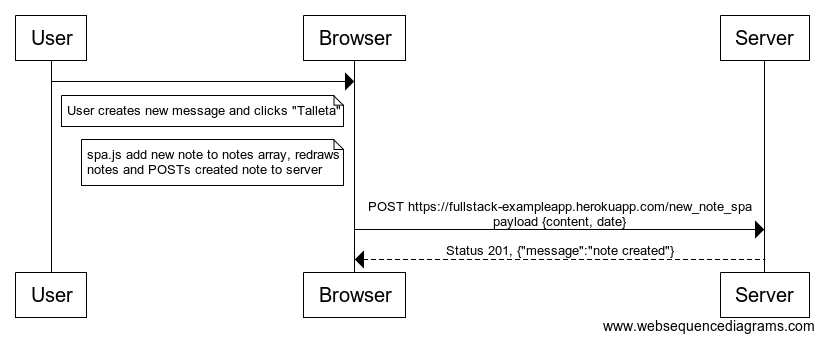 User
Browser
Server
User creates new message and clicks "Talleta"
spa.js add new note to notes array, redraws
notes and POSTs created note to server
POST https://fullstack-exampleapp.herokuapp.com/new_note_spa
payload {content, date}
Status 201, {"message":"note created"}
User
Browser
Server
www.websequencediagrams.com